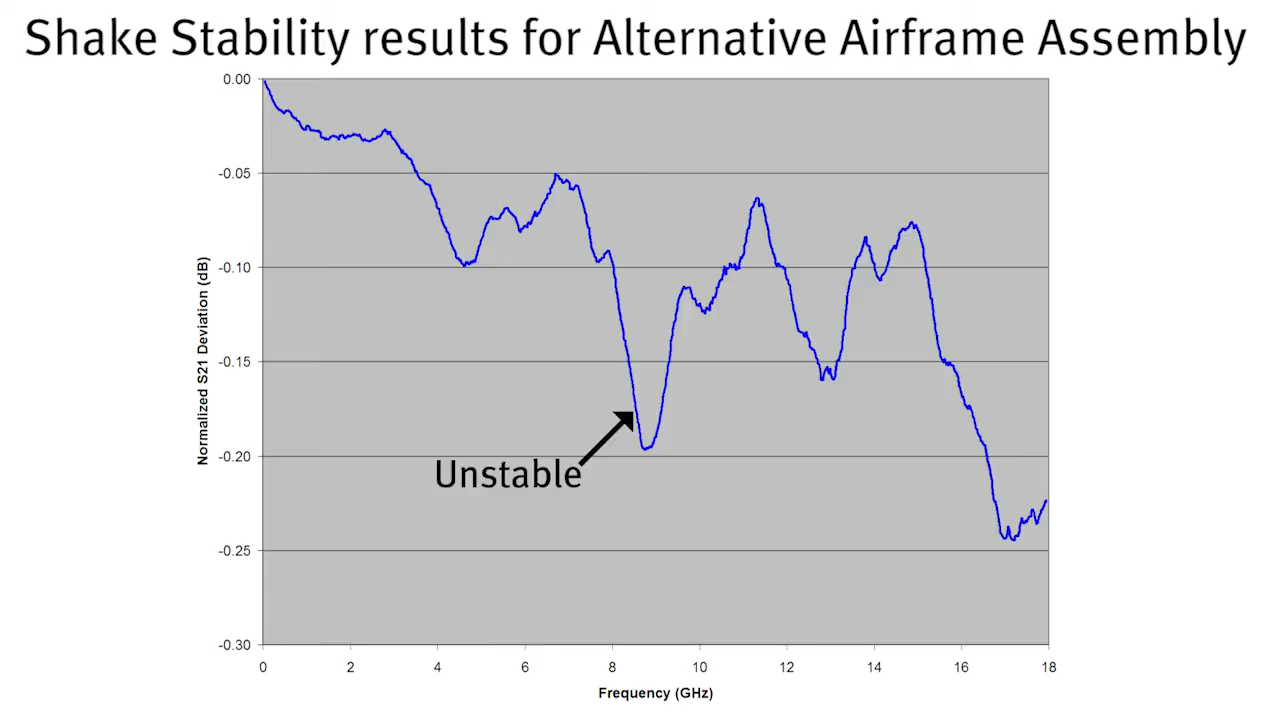 Shake Stability results for Alternative Airframe Assembly
0.00
-0.05
-0.10
-0.15
-0.20
-0.25
-0.30
Normalized S21 Deviation (dB)
Unstable
0 2 4 6 8 10 12 14 16 18
Frequency (GHz)